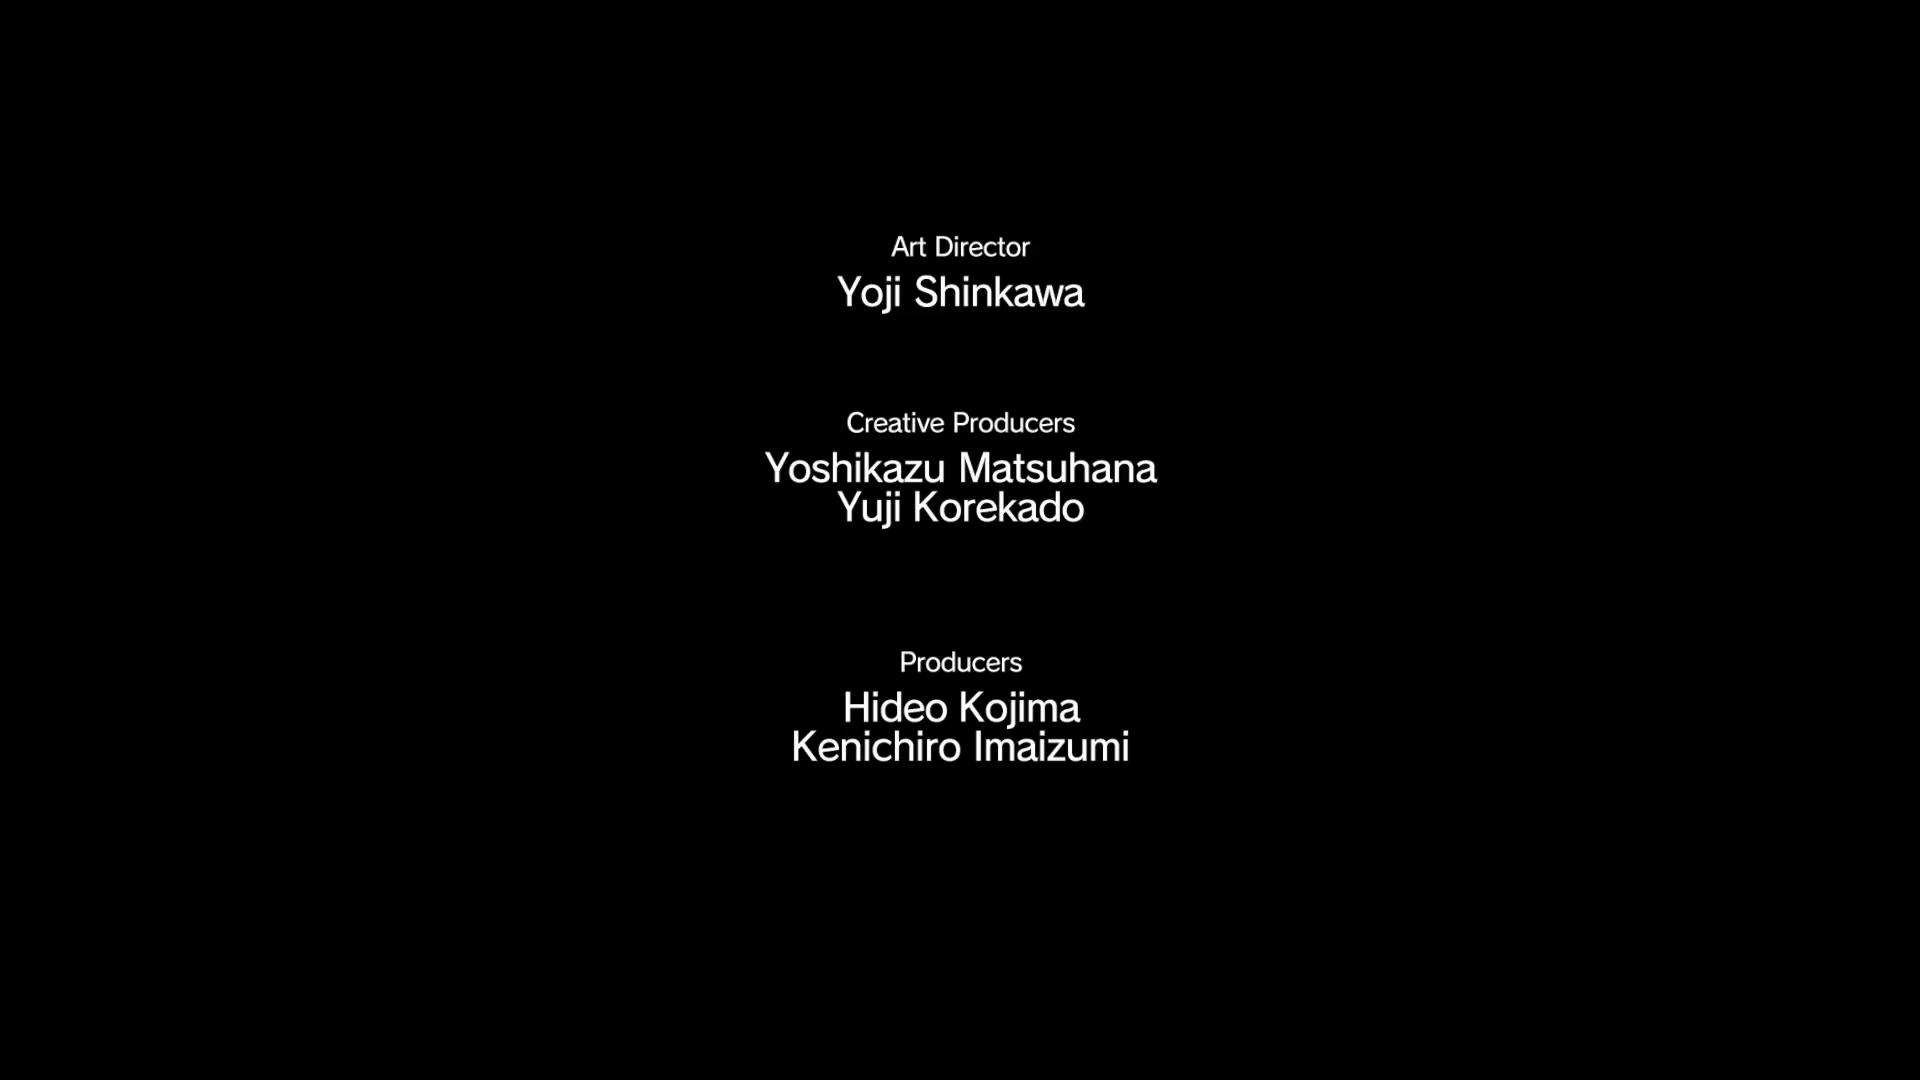 Art Director
Yoji Shinkawa
Creative Producers
Yoshikazu Matsuhana
Yuji Korekado
Producers
Hideo Kojima
Kenichiro Imaizumi